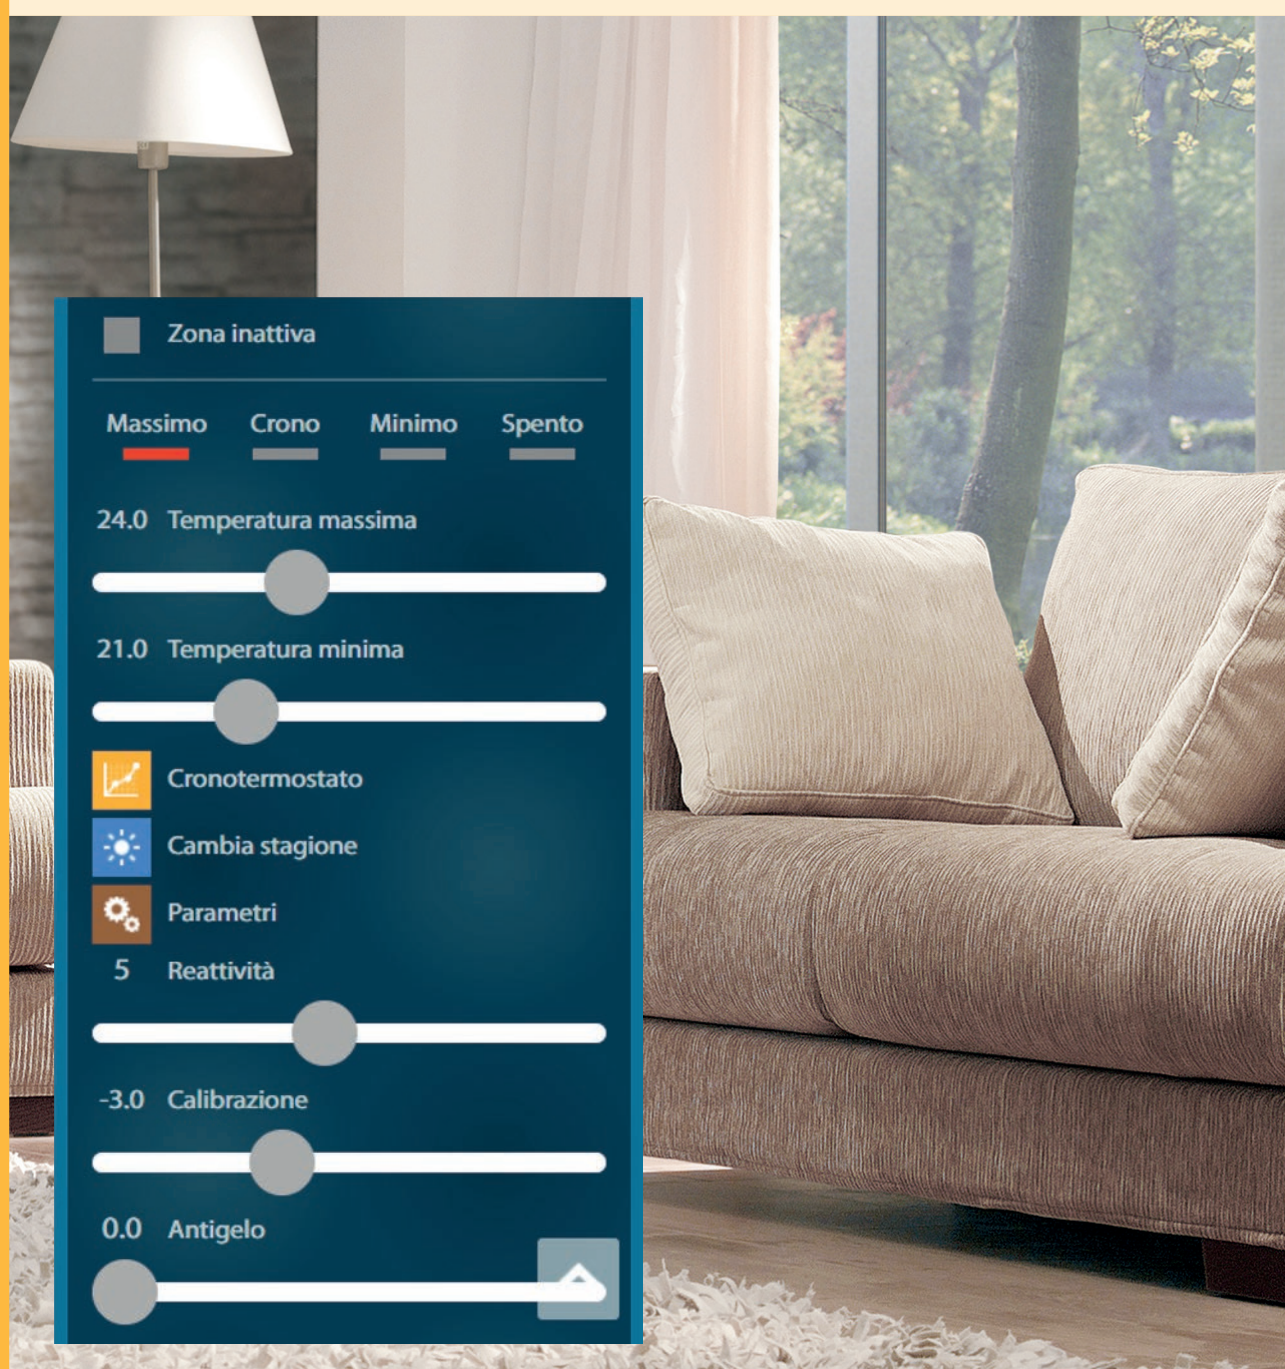 Zona inattiva
Massimo Crono Minimo Spento
24.0 Temperatura massima
21.0 Temperatura minima
Cronotermostato
Cambia stagione
Parametri
5 Reattività
-3.0 Calibrazione
0.0 Antigelo